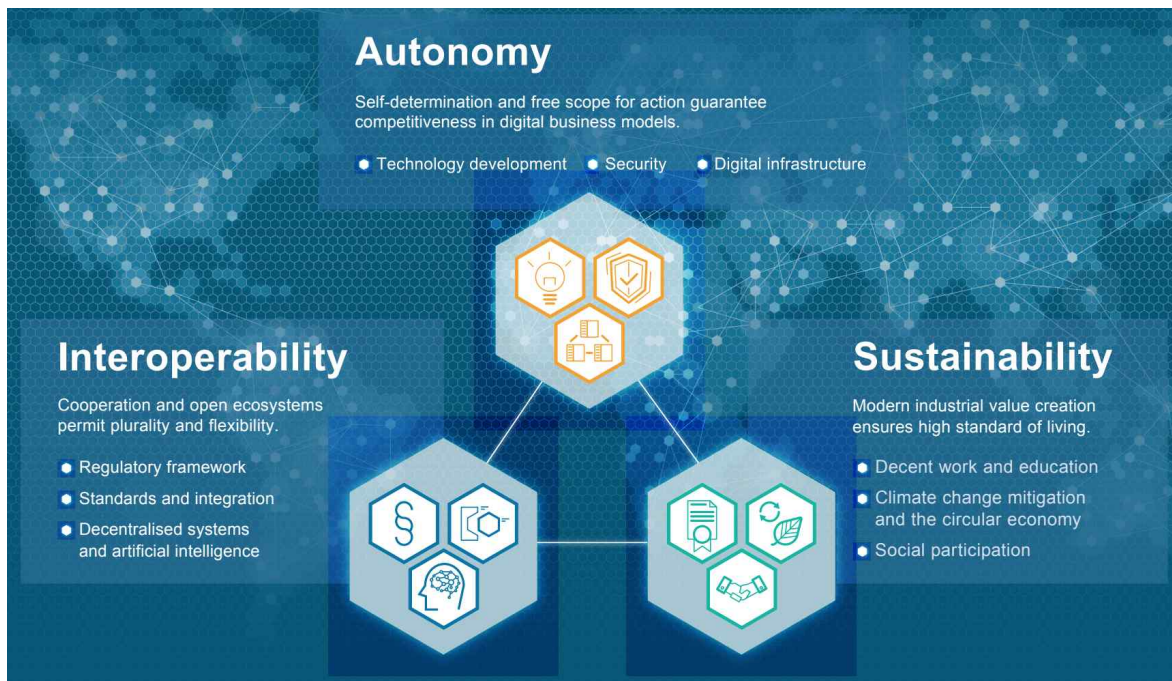 Autonomy
Self-determination and free scope for action guarantee
competitiveness in digital business models.
Technology development
Security
Digital infrastructure
Interoperability
Cooperation and open ecosystems
permit plurality and flexibility.
Regulatory framework
Standards and integration
Decentralised systems
and artificial intelligence
§
Sustainability
Modern industrial value creation
ensures high standard of living.
Decent work and education
Climate change mitigation
and the circular economy
Social participation